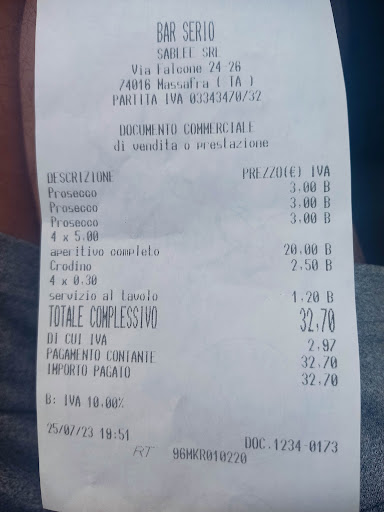 BAR SERIO
SABLEE SRL
Via Falcone 24 26
74016 Massafra ( TA )
PARTITA IVA 03343470732
DOCUMENTO COMMERCIALE
di vendita o prestazione
DESCRIZIONE PREZZO(€) IVA
Prosecco 3,00 B
Prosecco 3,00 B
Prosecco 3,00 B
4 x 5,00
aperitivo completo 20,00 B
Crodino 2,50 B
4 x 0,30
servizio al tavolo 1,20 B
TOTALE COMPLESSIVO 32,70
DI CUI IVA 2,97
PAGAMENTO CONTANTE 32,70
IMPORTO PAGATO 32,70
B: IVA 10,00%
25/07/23 19:51 DOC.1234-0173
RT 96MKR010220